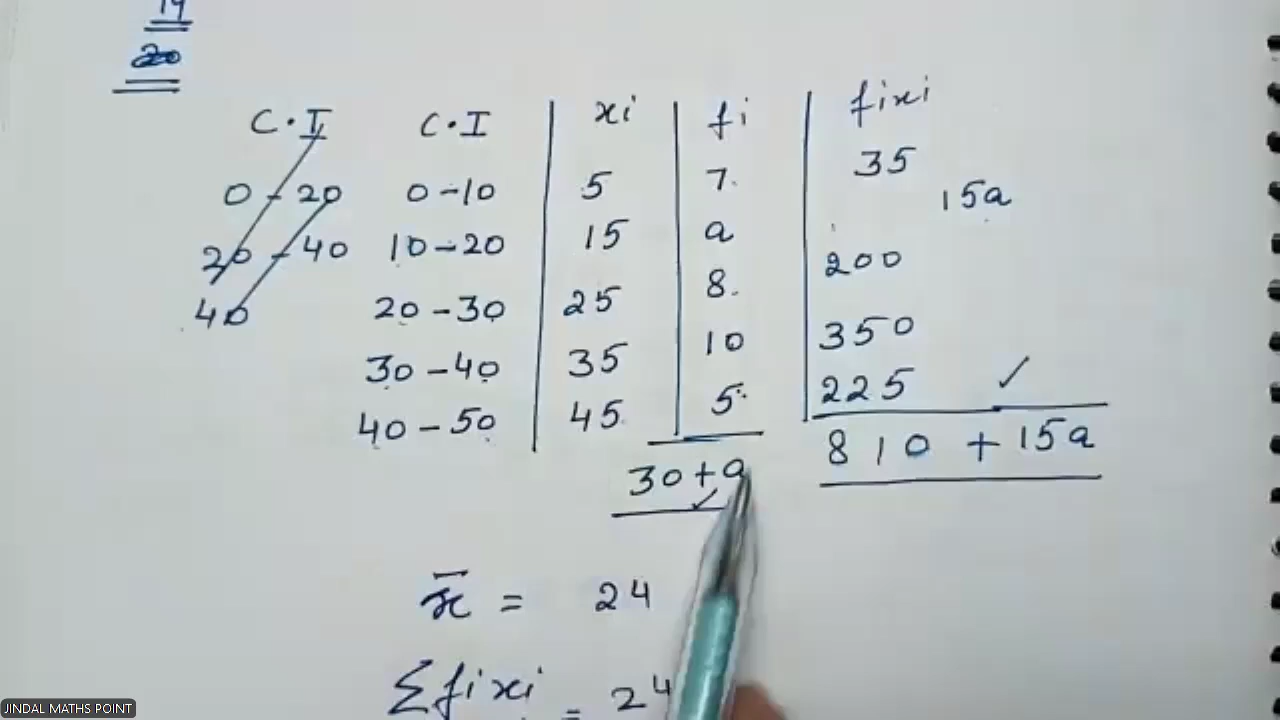 19
20
C.I C.I xi fi fixi
0-20 0-10 5 7 35
20-40 10-20 15 a 15a
40 20-30 25 8 200
30-40 35 10 350
40-50 45 5 225 ✓
30+a ✓ 810 + 15a
x̄ = 24
Σfixi = 24
JINDAL MATHS POINT